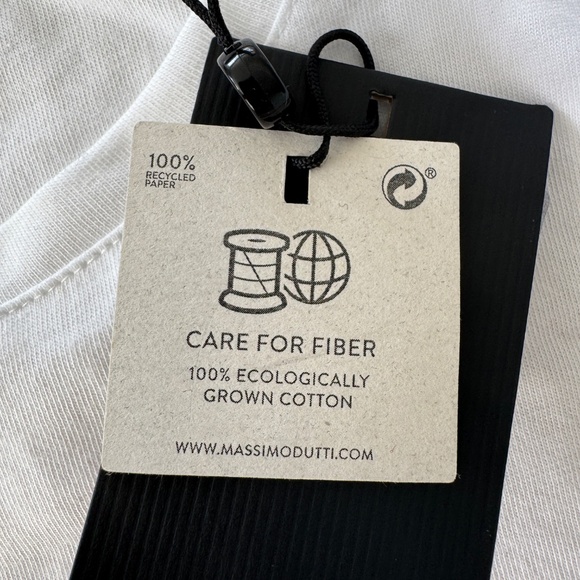 100%
RECYCLED
PAPER
®
CARE FOR FIBER
100% ECOLOGICALLY
GROWN COTTON
WWW.MASSIMODUTTI.COM